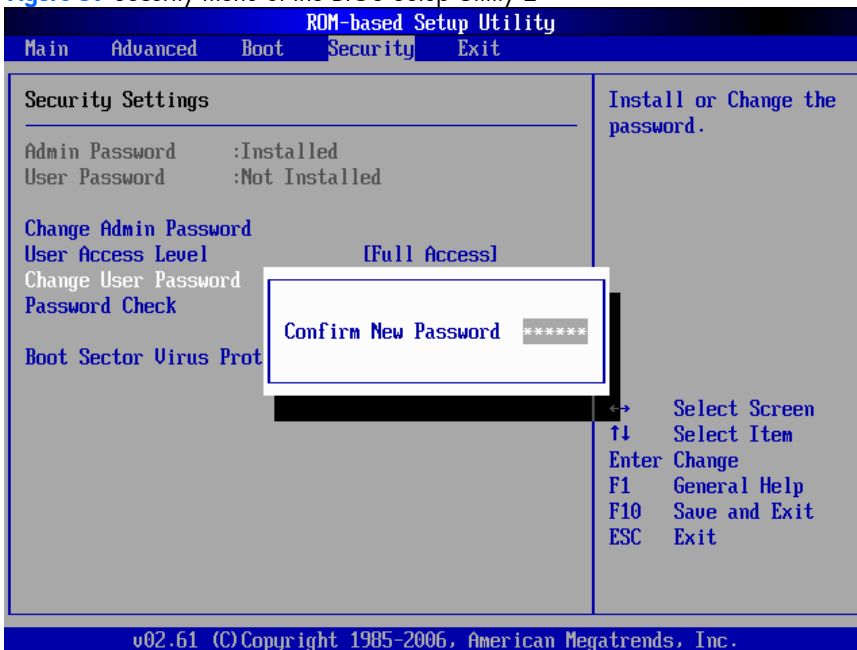 ROM-based Setup Utility
Main Advanced Boot Security Exit
Security Settings
Admin Password :Installed
User Password :Not Installed
Change Admin Password
User Access Level [Full Access]
Change User Password
Password Check
Boot Sector Virus Prot
Confirm New Password ******
Install or Change the
password.
↔ Select Screen
↑↓ Select Item
Enter Change
F1 General Help
F10 Save and Exit
ESC Exit
v02.61 (C)Copyright 1985-2006, American Megatrends, Inc.